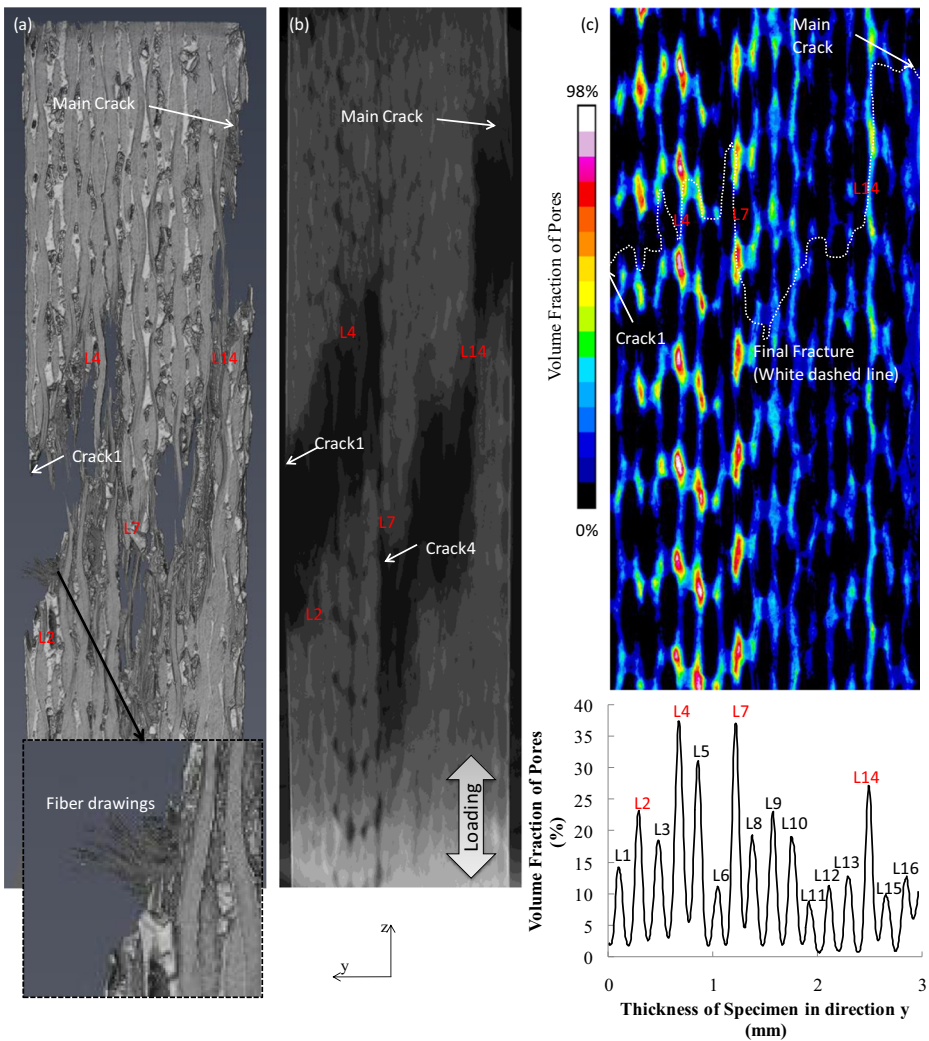 (a)
Main Crack
L4
L14
Crack1
L7
L2
Fiber drawings
(b)
Main Crack
L4
L14
Crack1
L7
Crack4
L2
Loading
z
y
(c)
Main
Crack
98%
Volume Fraction of Pores
0%
L14
L4
L7
Crack1
Final Fracture
(White dashed line)
Volume Fraction of Pores
(%)
40
35
30
25
20
15
10
5
0
L1
L2
L3
L4
L5
L6
L7
L8
L9
L10
L11
L12
L13
L14
L15
L16
0
1
2
3
Thickness of Specimen in direction y
(mm)